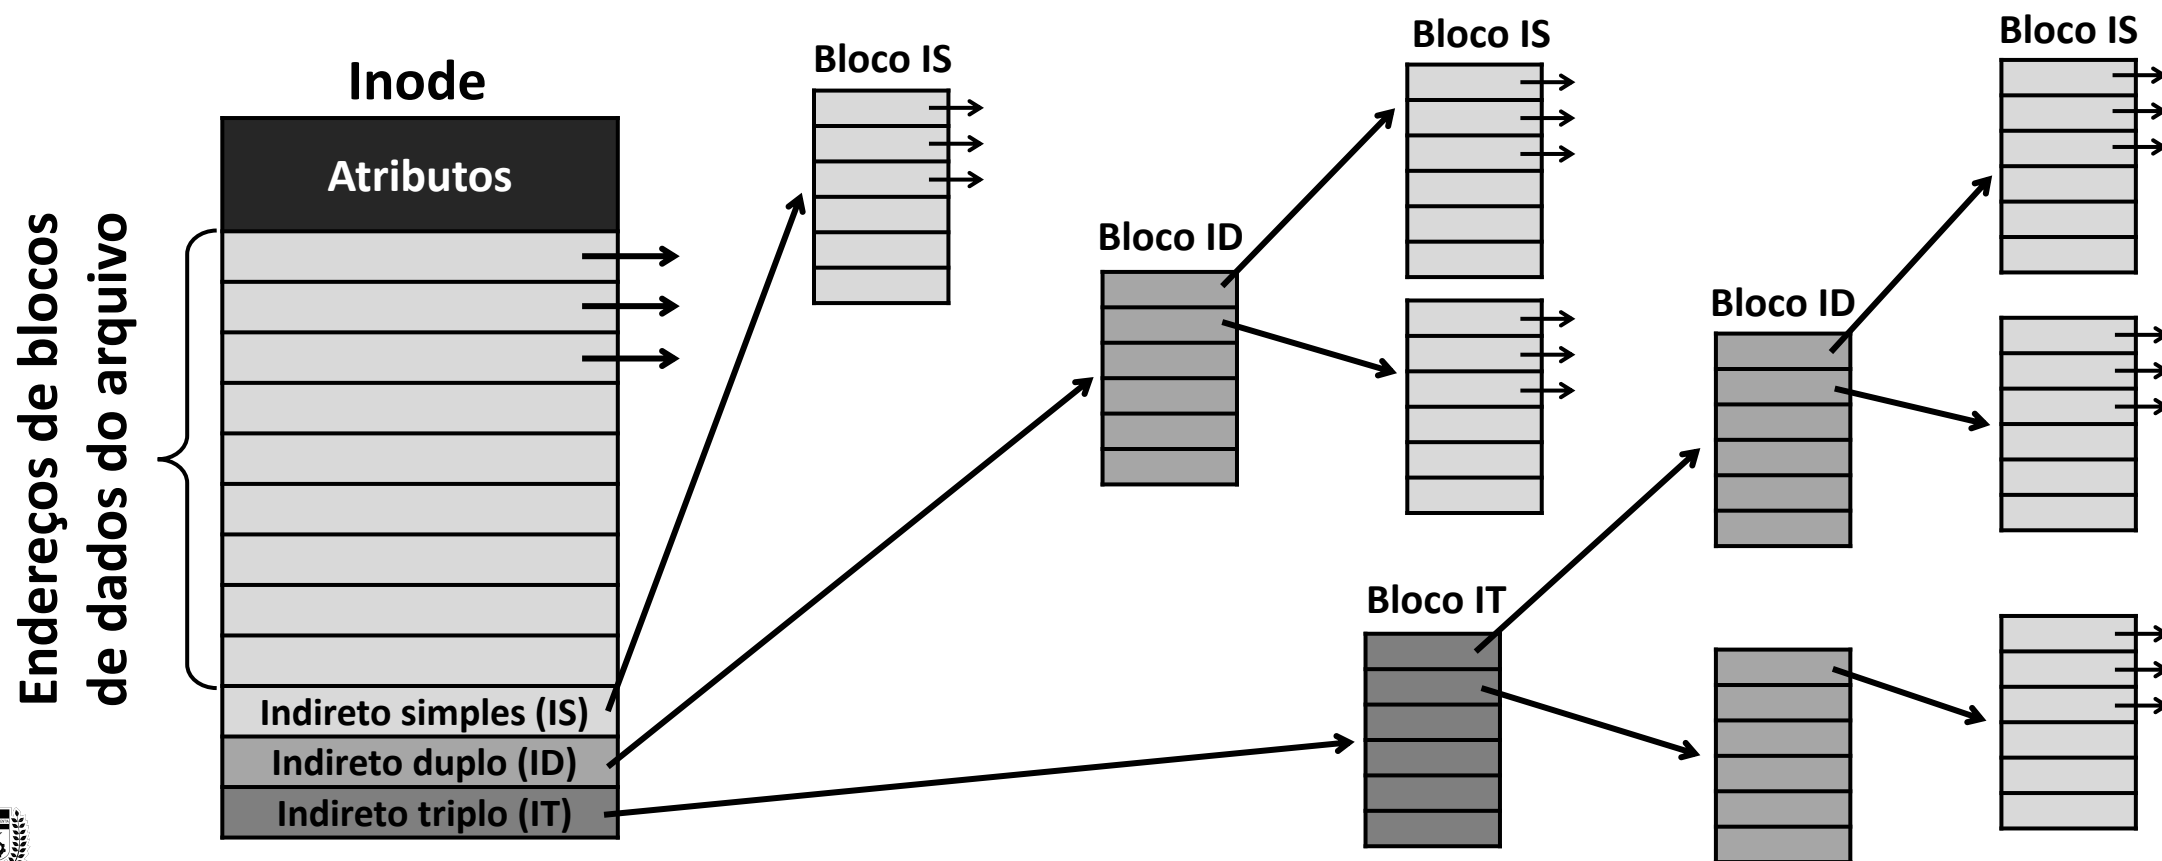 Inode
Atributos
Endereços de blocos
de dados do arquivo
Indireto simples (IS)
Indireto duplo (ID)
Indireto triplo (IT)
Bloco IS
Bloco ID
Bloco IS
Bloco IT
Bloco ID
Bloco IS